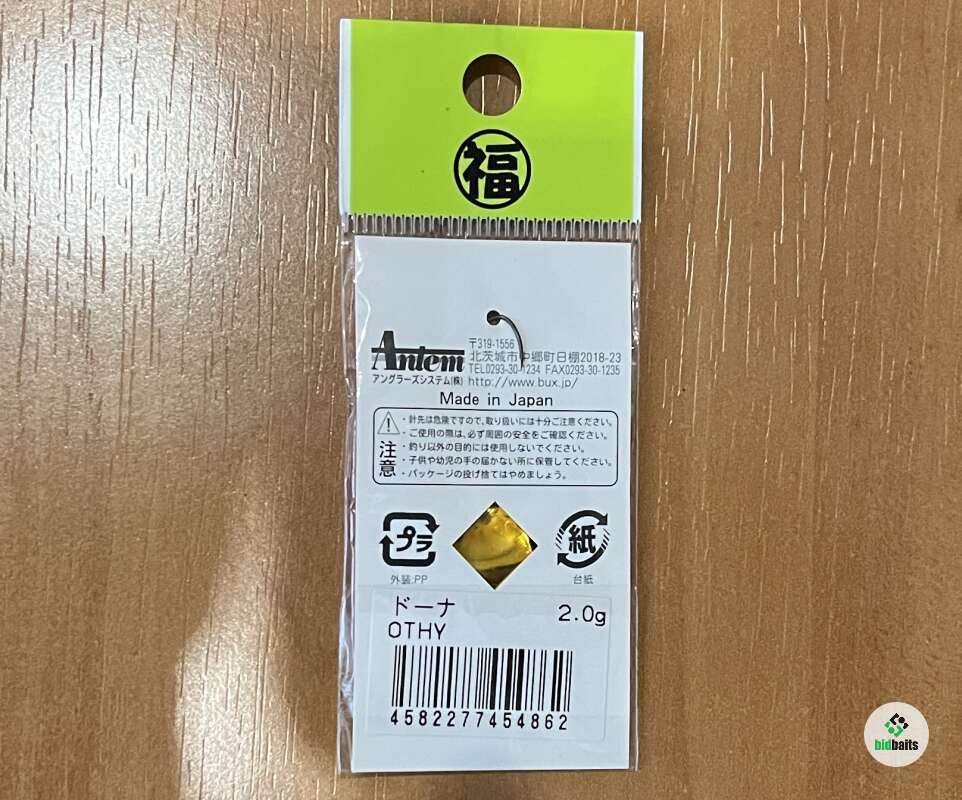 福
Antem
アングラーズシステム(株)
〒319-1556
北茨城市中郷町日棚2018-23
TEL0293-30-1234 FAX0293-30-1235
http://www.bux.jp/
Made in Japan
注意
・針先は危険ですので、取り扱いには十分ご注意ください。
・ご使用の際は、必ず周囲の安全をご確認ください。
・釣り以外の目的には使用しないでください。
・子供や幼児の手の届かない所に保管してください。
・パッケージの投げ捨てはやめましょう。
プラ
外装:PP
紙
台紙
ドーナ
2.0g
OTHY
4582277454862
bidbaits